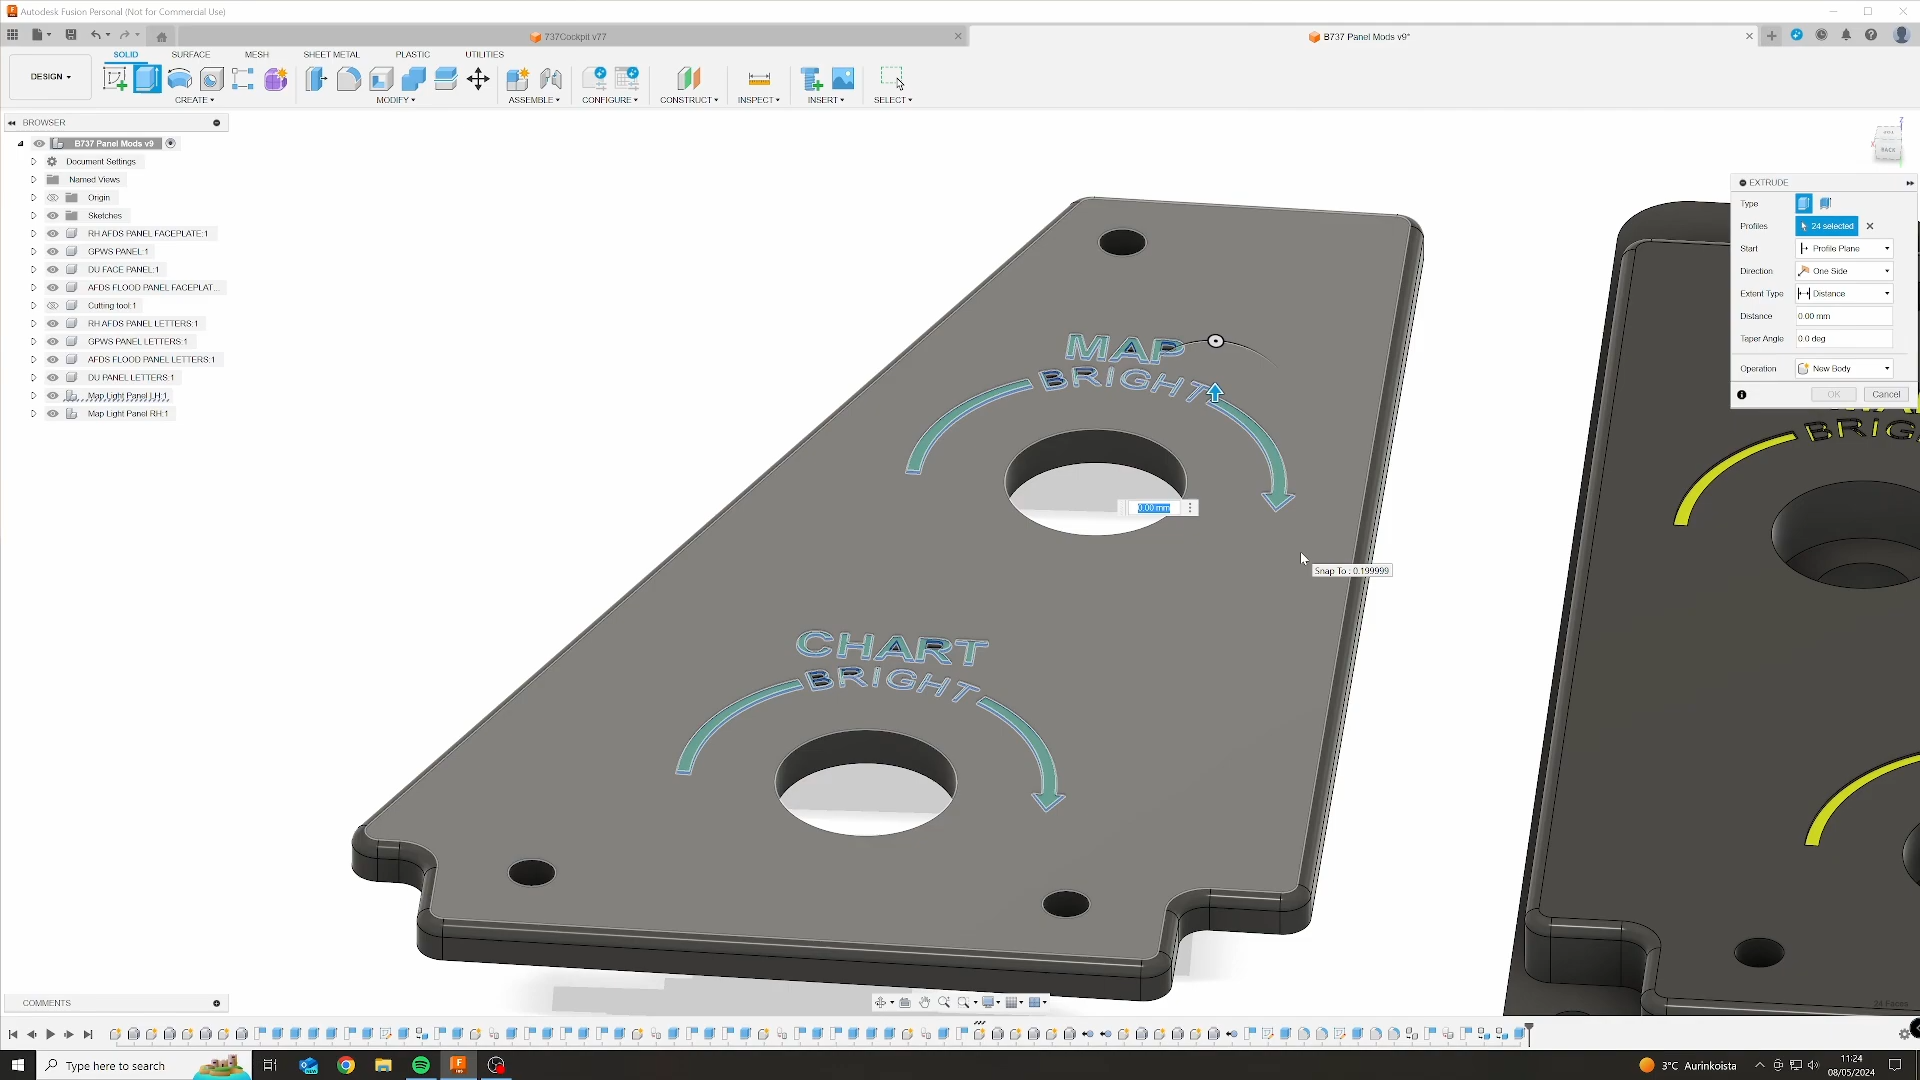 Autodesk Fusion Personal (Not for Commercial Use)
737Cockpit v77
B737 Panel Mods v9*
SOLID SURFACE MESH SHEET METAL PLASTIC UTILITIES
DESIGN
CREATE MODIFY ASSEMBLE CONFIGURE CONSTRUCT INSPECT INSERT SELECT
BROWSER
B737 Panel Mods v9
Document Settings
Named Views
Origin
Sketches
RH AFDS PANEL FACEPLATE:1
GPWS PANEL:1
DU FACE PANEL:1
AFDS FLOOD PANEL FACEPLAT...
Cutting tool:1
RH AFDS PANEL LETTERS:1
GPWS PANEL LETTERS:1
AFDS FLOOD PANEL LETTERS:1
DU PANEL LETTERS:1
Map Light Panel LH:1
Map Light Panel RH:1
BACK
EXTRUDE
Type
Profiles 24 selected
Start Profile Plane
Direction One Side
Extent Type Distance
Distance 0.00 mm
Taper Angle 0.0 deg
Operation New Body
OK Cancel
MAP
BRIGHT
0.00 mm
Snap To : 0.199999
CHART
BRIGHT
BRIG
24 Faces
COMMENTS
Type here to search
3°C Aurinkoista
11:24
08/05/2024